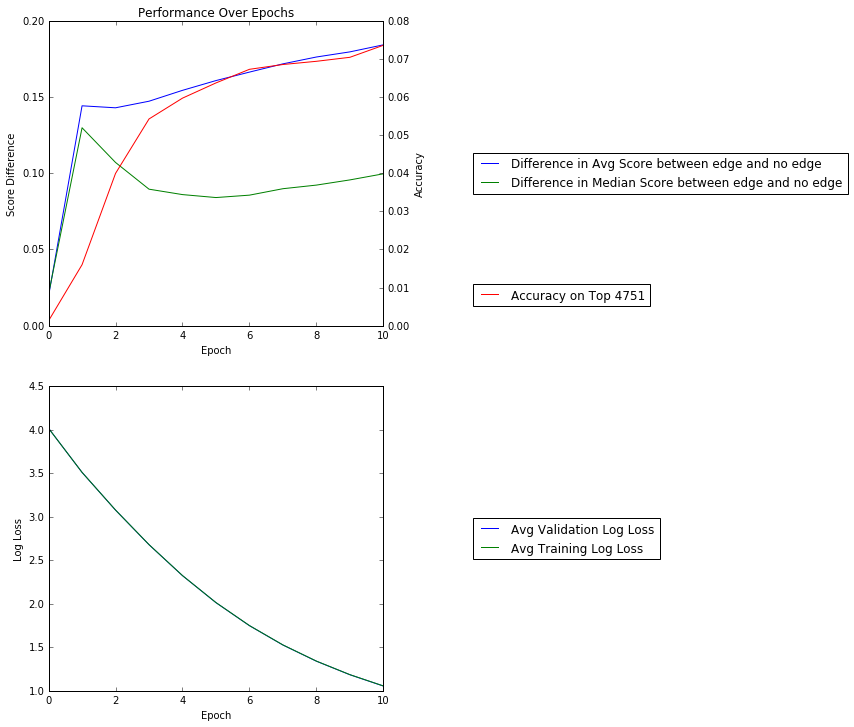 Performance Over Epochs
0.20
0.15
0.10
0.05
0.00
Score Difference
0.08
0.07
0.06
0.05
0.04
0.03
0.02
0.01
0.00
Accuracy
0 2 4 6 8 10
Epoch
Difference in Avg Score between edge and no edge
Difference in Median Score between edge and no edge
Accuracy on Top 4751
4.5
4.0
3.5
3.0
2.5
2.0
1.5
1.0
Log Loss
0 2 4 6 8 10
Epoch
Avg Validation Log Loss
Avg Training Log Loss